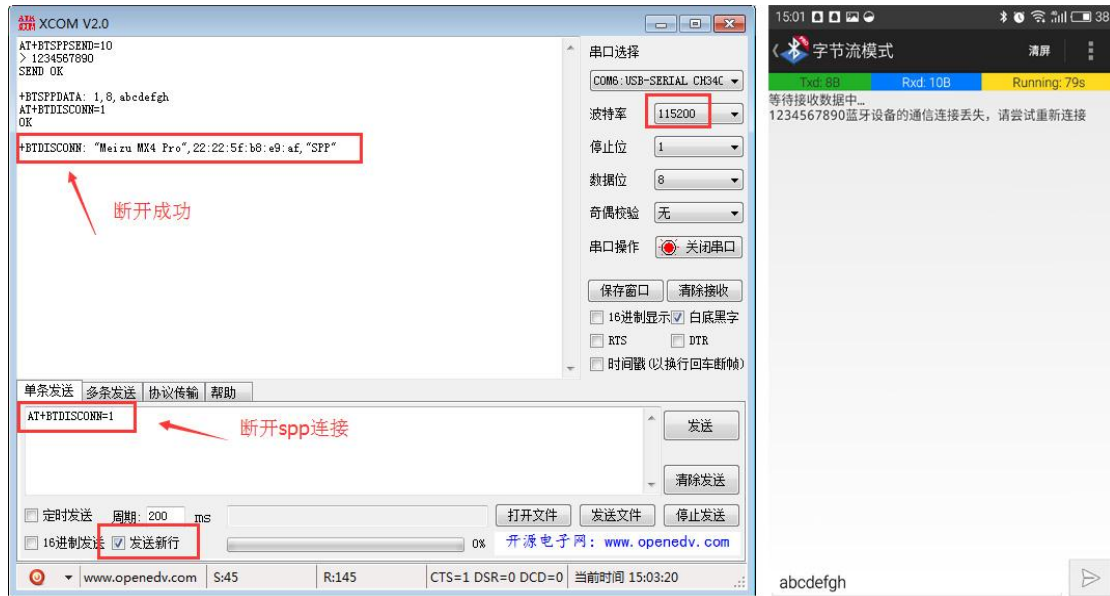 XCOM V2.0
AT+BTSPPSEND=10
> 1234567890
SEND OK
+BTSPPDATA: 1,8,abcdefgh
AT+BTDISCONN=1
OK
+BTDISCONN: "Meizu MX4 Pro",22:22:5f:b8:e9:af,"SPP"
断开成功
串口选择
COM6:USB-SERIAL CH34C
波特率 115200
停止位 1
数据位 8
奇偶校验 无
串口操作 关闭串口
保存窗口 清除接收
16进制显示 白底黑字
RTS DTR
时间戳(以换行回车断帧)
单条发送 多条发送 协议传输 帮助
AT+BTDISCONN=1
断开spp连接
发送
清除发送
定时发送 周期: 200 ms 打开文件 发送文件 停止发送
16进制发送 发送新行 0% 开源电子网: www.openedv.com
www.openedv.com S:45 R:145 CTS=1 DSR=0 DCD=0 当前时间 15:03:20
15:01 38
字节流模式 清屏
Txd: 8B Rxd: 10B Running: 79s
等待接收数据中...
1234567890蓝牙设备的通信连接丢失，请尝试重新连接
abcdefgh